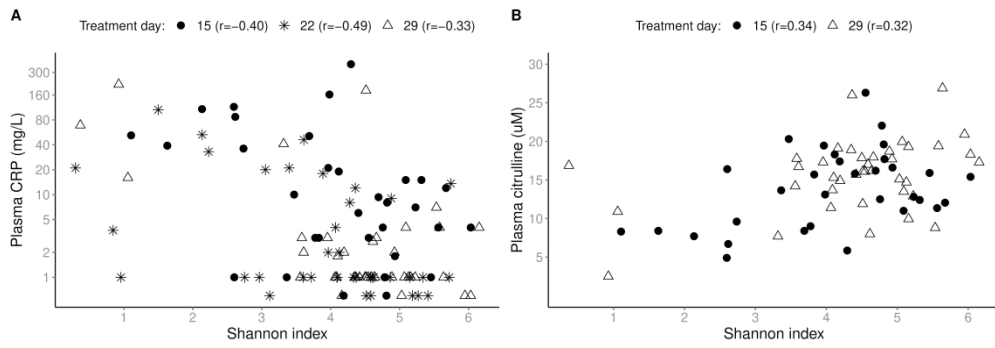 A
Treatment day: 15 (r=−0.40) 22 (r=−0.49) 29 (r=−0.33)
Plasma CRP (mg/L)
300
160
80
40
20
10
5
2
1
1 2 3 4 5 6
Shannon index
B
Treatment day: 15 (r=0.34) 29 (r=0.32)
Plasma citrulline (uM)
30
25
20
15
10
5
1 2 3 4 5 6
Shannon index